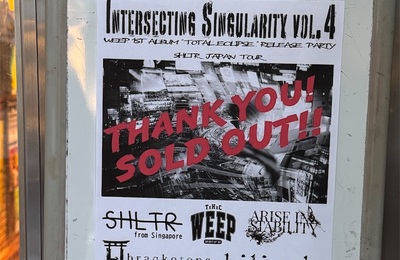 INTERSECTING SINGULARITY VOL. 4
WEEP 1ST ALBUM "TOTAL ECLIPSE" RELEASE PARTY
SHLTR JAPAN TOUR
THANK YOU!
SOLD OUT!!
SHLTR
from Singapore
WEEP
ARISE IN
STABILITY
bracketons